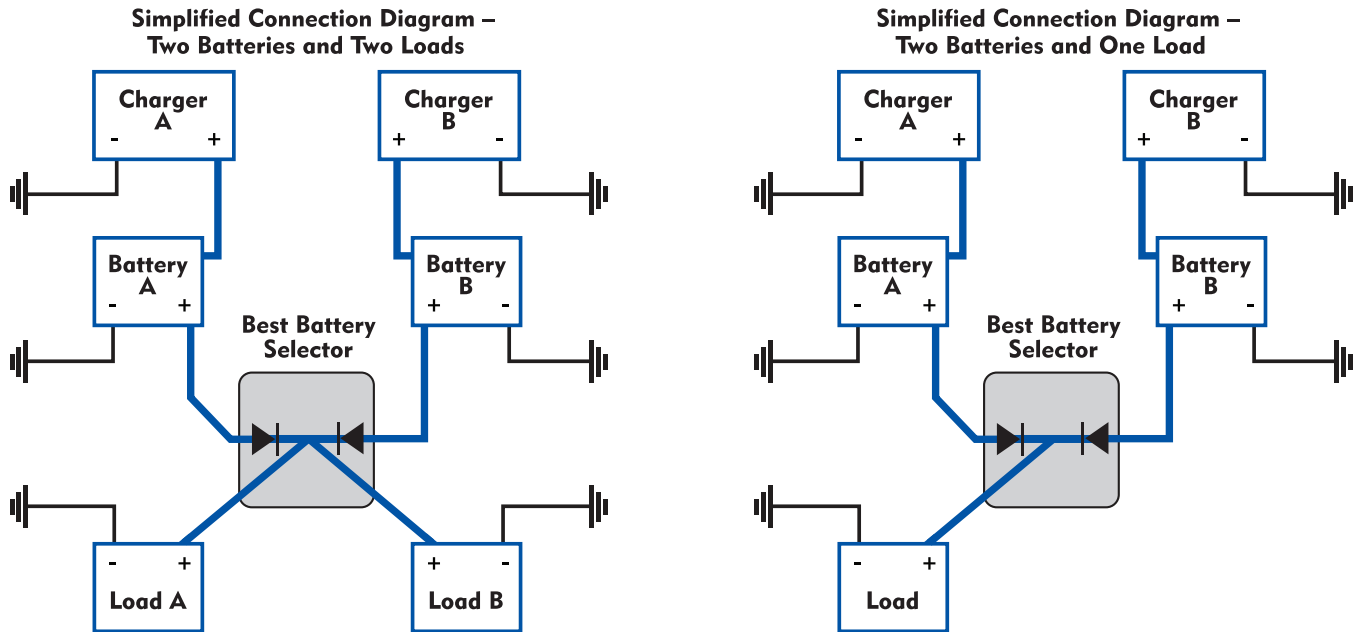 Simplified Connection Diagram –
Two Batteries and Two Loads
Charger
A
- +
Charger
B
+ -
Battery
A
- +
Battery
B
+ -
Best Battery
Selector
- +
Load A
+ -
Load B
Simplified Connection Diagram –
Two Batteries and One Load
Charger
A
- +
Charger
B
+ -
Battery
A
- +
Battery
B
+ -
Best Battery
Selector
- +
Load